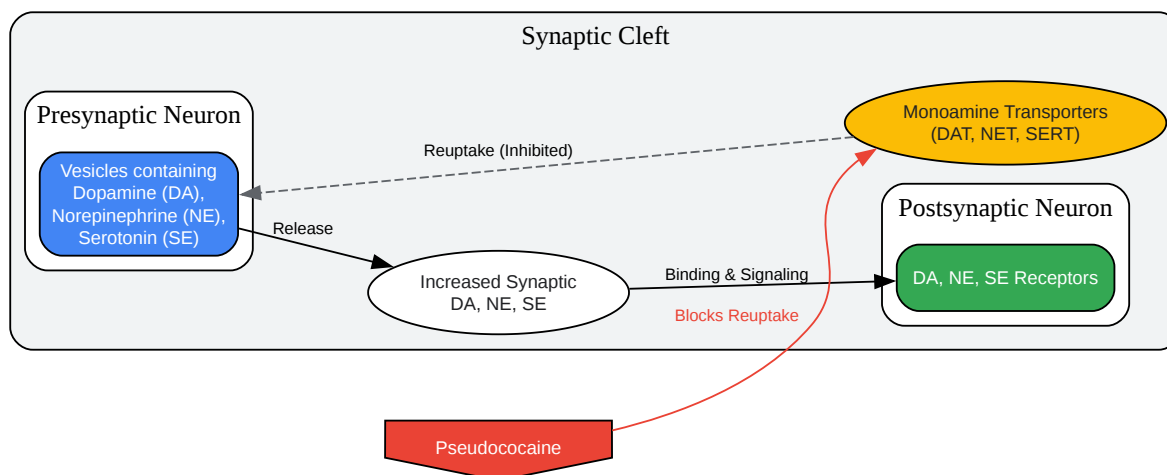 Synaptic Cleft
Presynaptic Neuron
Vesicles containing
Dopamine (DA),
Norepinephrine (NE),
Serotonin (SE)
Reuptake (Inhibited)
Monoamine Transporters
(DAT, NET, SERT)
Release
Increased Synaptic
DA, NE, SE
Binding & Signaling
Blocks Reuptake
Postsynaptic Neuron
DA, NE, SE Receptors
Pseudococaine